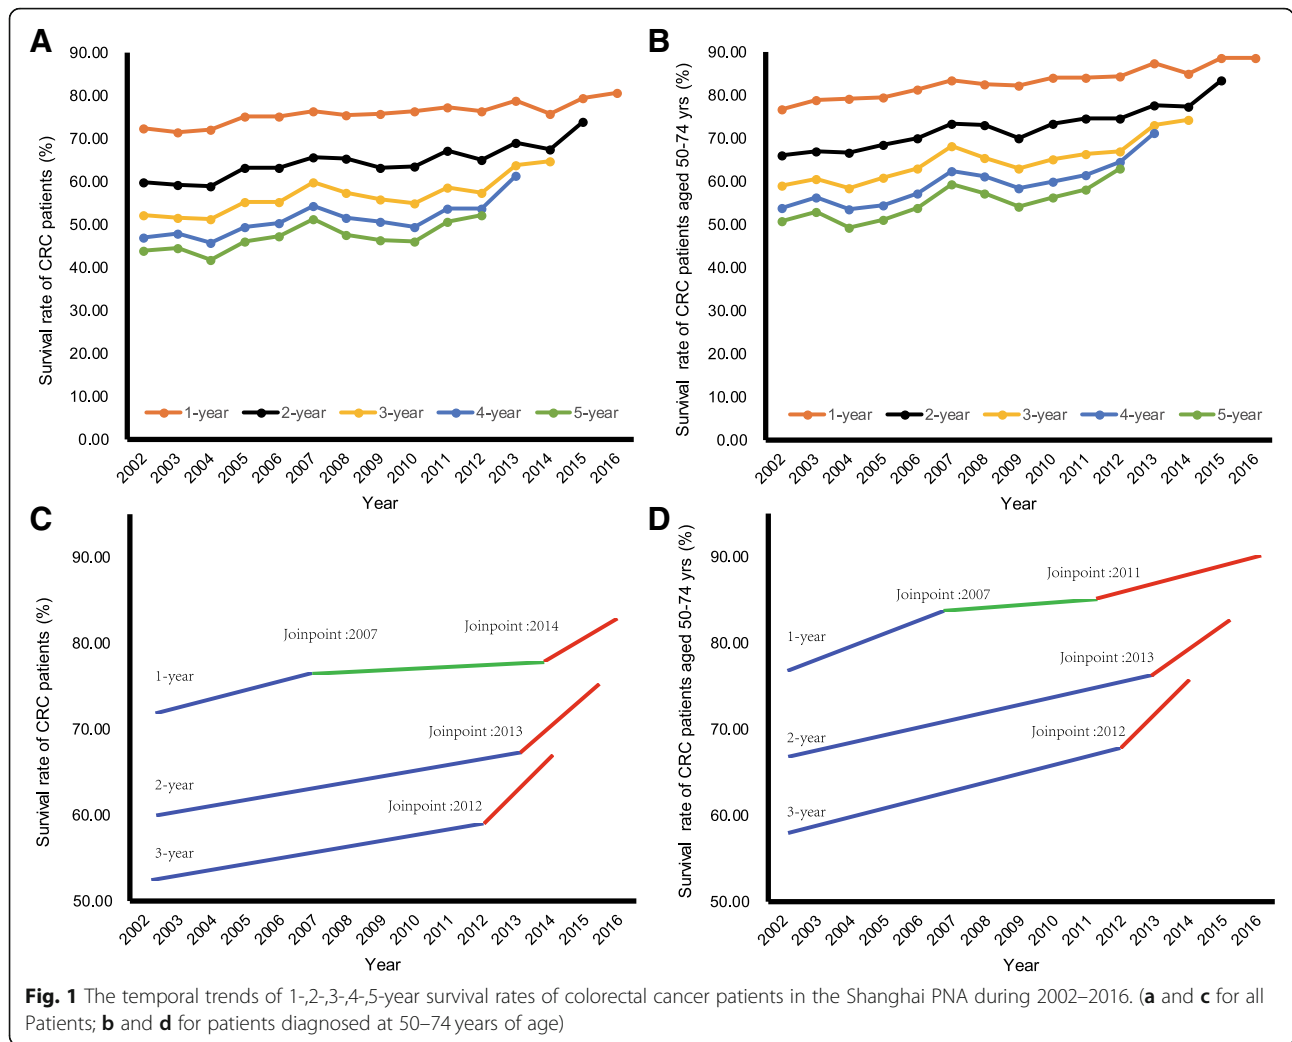 A
Survival rate of CRC patients (%)
90.00
80.00
70.00
60.00
50.00
40.00
30.00
20.00
10.00
0.00
1-year 2-year 3-year 4-year 5-year
2002 2003 2004 2005 2006 2007 2008 2009 2010 2011 2012 2013 2014 2015 2016
Year
B
Survival rate of CRC patients aged 50-74 yrs (%)
90.00
80.00
70.00
60.00
50.00
40.00
30.00
20.00
10.00
0.00
1-year 2-year 3-year 4-year 5-year
2002 2003 2004 2005 2006 2007 2008 2009 2010 2011 2012 2013 2014 2015 2016
Year
C
Survival rate of CRC patients (%)
90.00
80.00
70.00
60.00
50.00
Joinpoint :2007
Joinpoint :2014
1-year
Joinpoint :2013
2-year
Joinpoint :2012
3-year
2002 2003 2004 2005 2006 2007 2008 2009 2010 2011 2012 2013 2014 2015 2016
Year
D
Survival rate of CRC patients aged 50-74 yrs (%)
90.00
80.00
70.00
60.00
50.00
Joinpoint :2011
Joinpoint :2007
1-year
Joinpoint :2013
2-year
Joinpoint :2012
3-year
2002 2003 2004 2005 2006 2007 2008 2009 2010 2011 2012 2013 2014 2015 2016
Year
Fig. 1 The temporal trends of 1-,2-,3-,4-,5-year survival rates of colorectal cancer patients in the Shanghai PNA during 2002–2016. (a and c for all
Patients; b and d for patients diagnosed at 50–74 years of age)